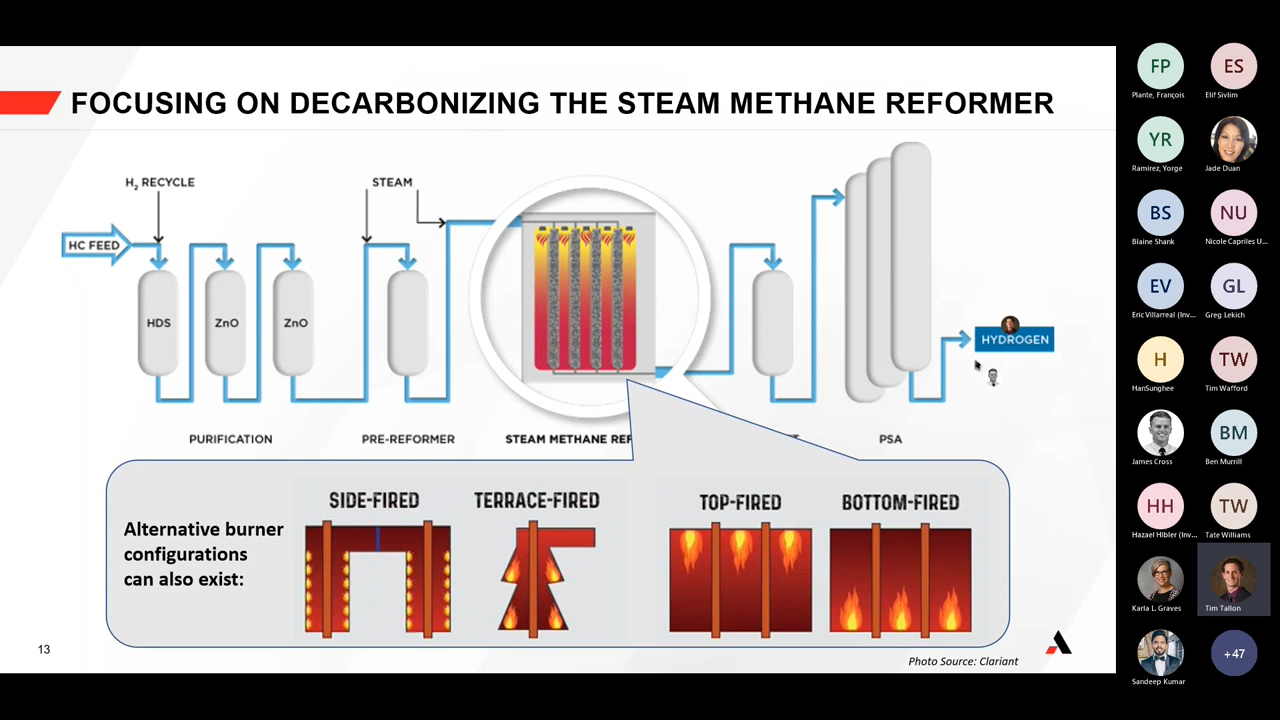 FOCUSING ON DECARBONIZING THE STEAM METHANE REFORMER
H₂ RECYCLE
STEAM
HC FEED
HDS
ZnO
ZnO
HYDROGEN
PURIFICATION
PRE-REFORMER
STEAM METHANE REF
PSA
Alternative burner
configurations
can also exist:
SIDE-FIRED
TERRACE-FIRED
TOP-FIRED
BOTTOM-FIRED
13
Photo Source: Clariant
FP
Plante, François
ES
Elif Sivlim
YR
Ramirez, Yorge
Jade Duan
BS
Blaine Shank
NU
Nicole Capriles U...
EV
Eric Villarreal (Inv...
GL
Greg Lekich
H
HanSunghee
TW
Tim Wafford
James Cross
BM
Ben Murrill
HH
Hazael Hibler (Inv...
TW
Tate Williams
Karla L. Graves
Tim Tallon
Sandeep Kumar
+47